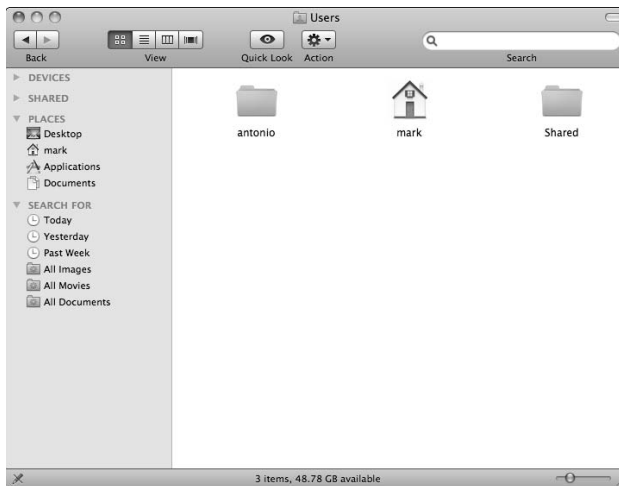 Users
Back View Quick Look Action Search
DEVICES
SHARED
PLACES
Desktop
mark
Applications
Documents
SEARCH FOR
Today
Yesterday
Past Week
All Images
All Movies
All Documents
antonio mark Shared
3 items, 48.78 GB available